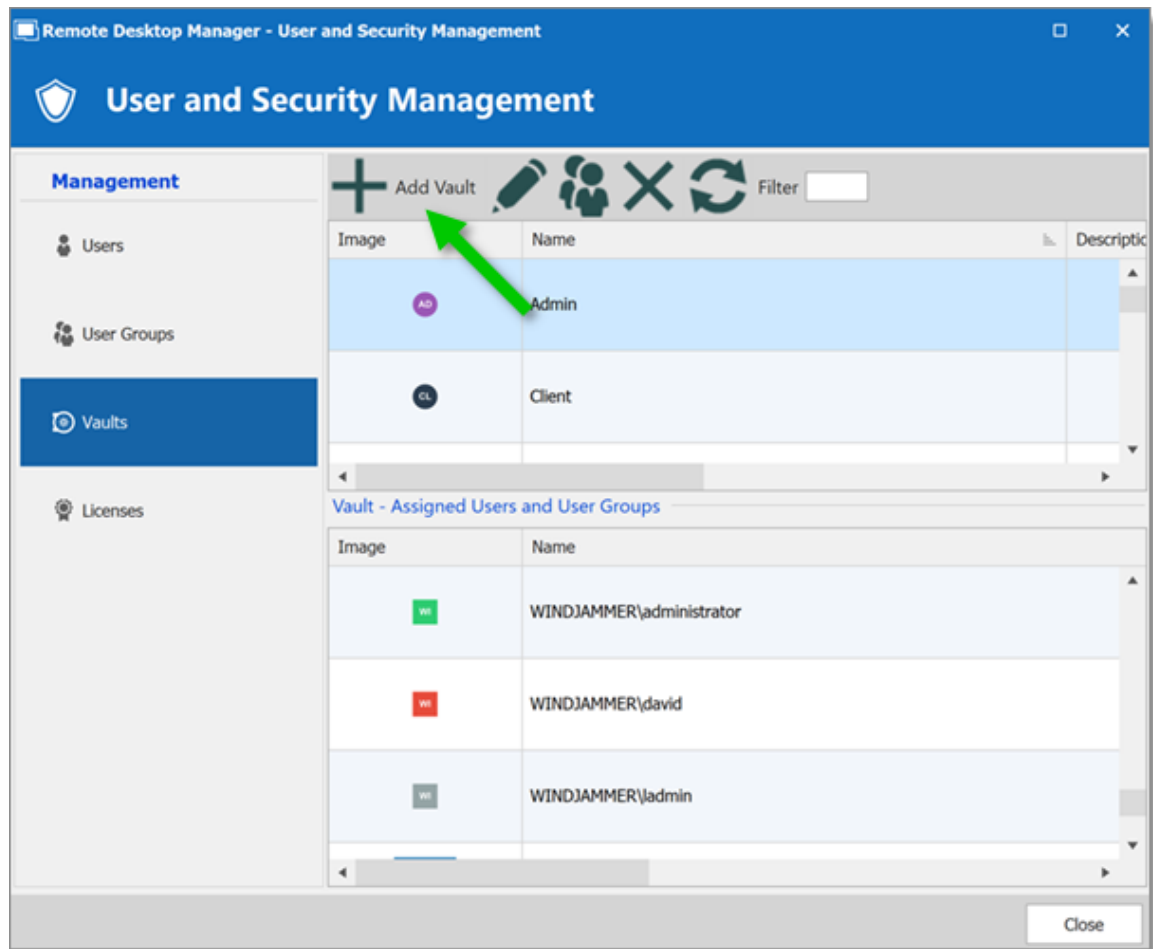 Remote Desktop Manager - User and Security Management
User and Security Management
Management
Users
User Groups
Vaults
Licenses
Add Vault
Filter
Image Name Descriptic
AD Admin
CL Client
Vault - Assigned Users and User Groups
Image Name
WI WINDJAMMER\administrator
WI WINDJAMMER\david
WI WINDJAMMER\ladmin
Close